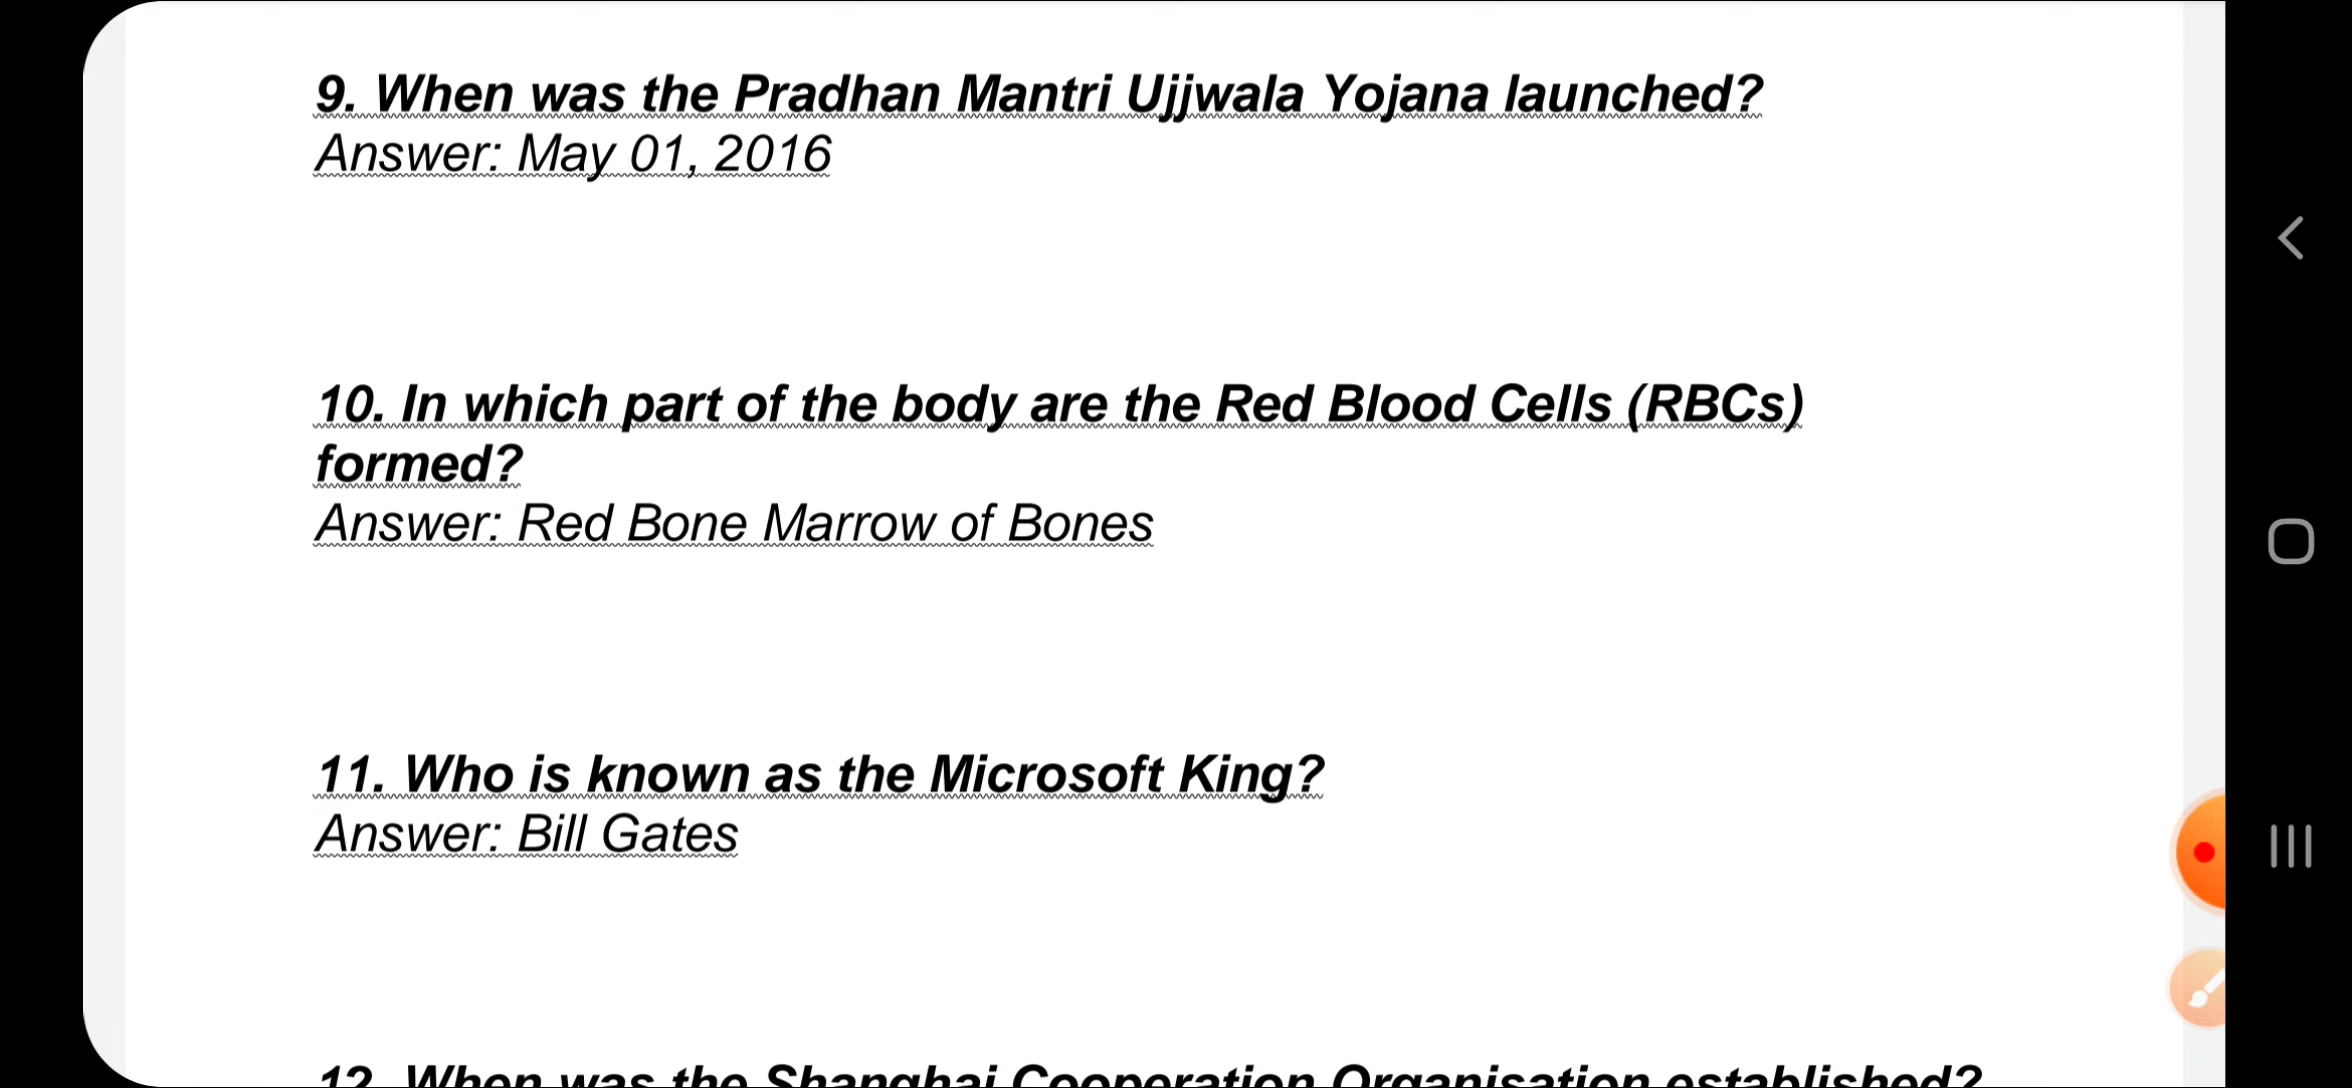 9. When was the Pradhan Mantri Ujjwala Yojana launched?
Answer: May 01, 2016
10. In which part of the body are the Red Blood Cells (RBCs)
formed?
Answer: Red Bone Marrow of Bones
11. Who is known as the Microsoft King?
Answer: Bill Gates
12. When was the Shanghai Cooperation Organisation established?